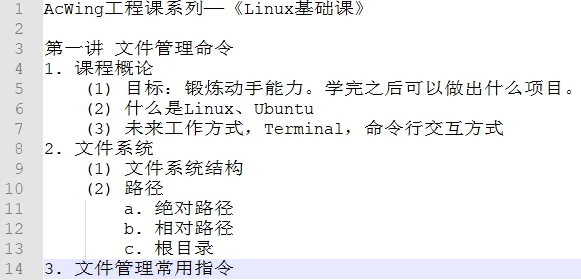 1 AcWing工程课系列——《Linux基础课》
2
3 第一讲 文件管理命令
4 1. 课程概论
5 (1) 目标：锻炼动手能力。学完之后可以做出什么项目。
6 (2) 什么是Linux、Ubuntu
7 (3) 未来工作方式，Terminal，命令行交互方式
8 2. 文件系统
9 (1) 文件系统结构
10 (2) 路径
11 a. 绝对路径
12 b. 相对路径
13 c. 根目录
14 3. 文件管理常用指令